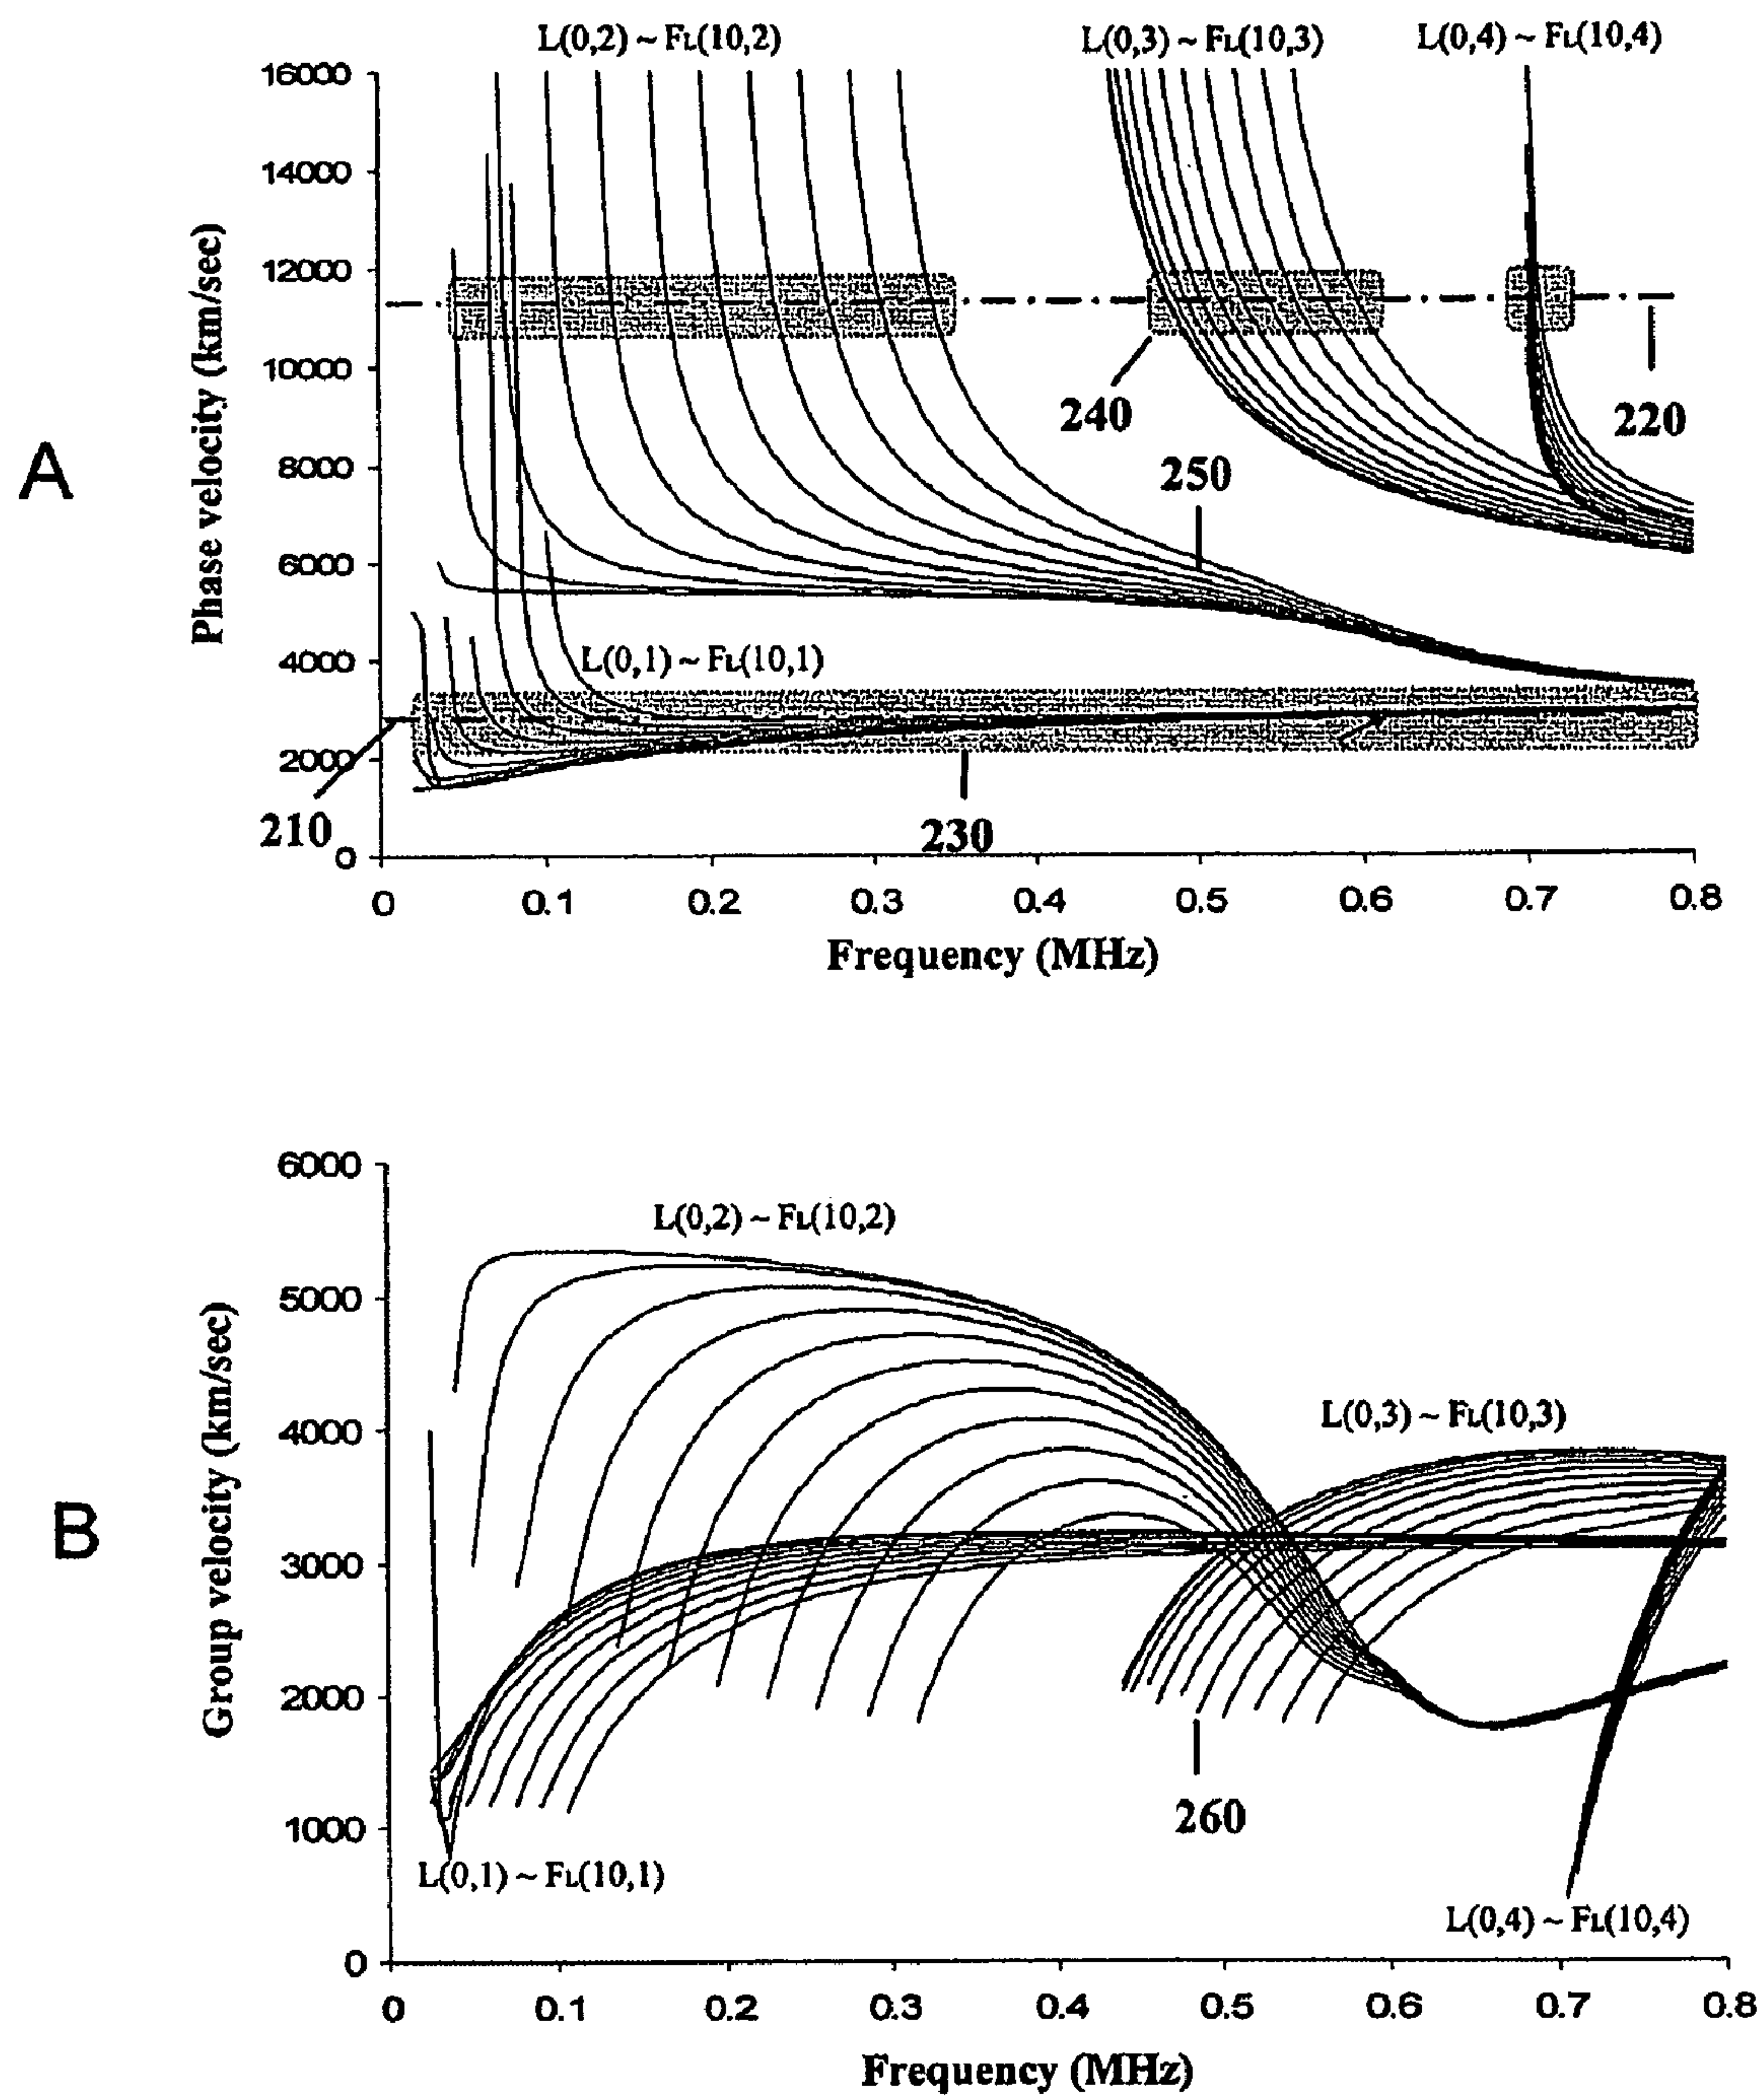 L(0,2) ~ FL(10,2)
L(0,3) ~ FL(10,3)
L(0,4) ~ FL(10,4)
16000
14000
12000
10000
8000
6000
4000
2000
0
Phase velocity (km/sec)
A
240
220
250
L(0,1) ~ FL(10,1)
210
230
0 0.1 0.2 0.3 0.4 0.5 0.6 0.7 0.8
Frequency (MHz)
6000
5000
4000
3000
2000
1000
0
Group velocity (km/sec)
B
L(0,2) ~ FL(10,2)
L(0,3) ~ FL(10,3)
260
L(0,1) ~ FL(10,1)
L(0,4) ~ FL(10,4)
0 0.1 0.2 0.3 0.4 0.5 0.6 0.7 0.8
Frequency (MHz)